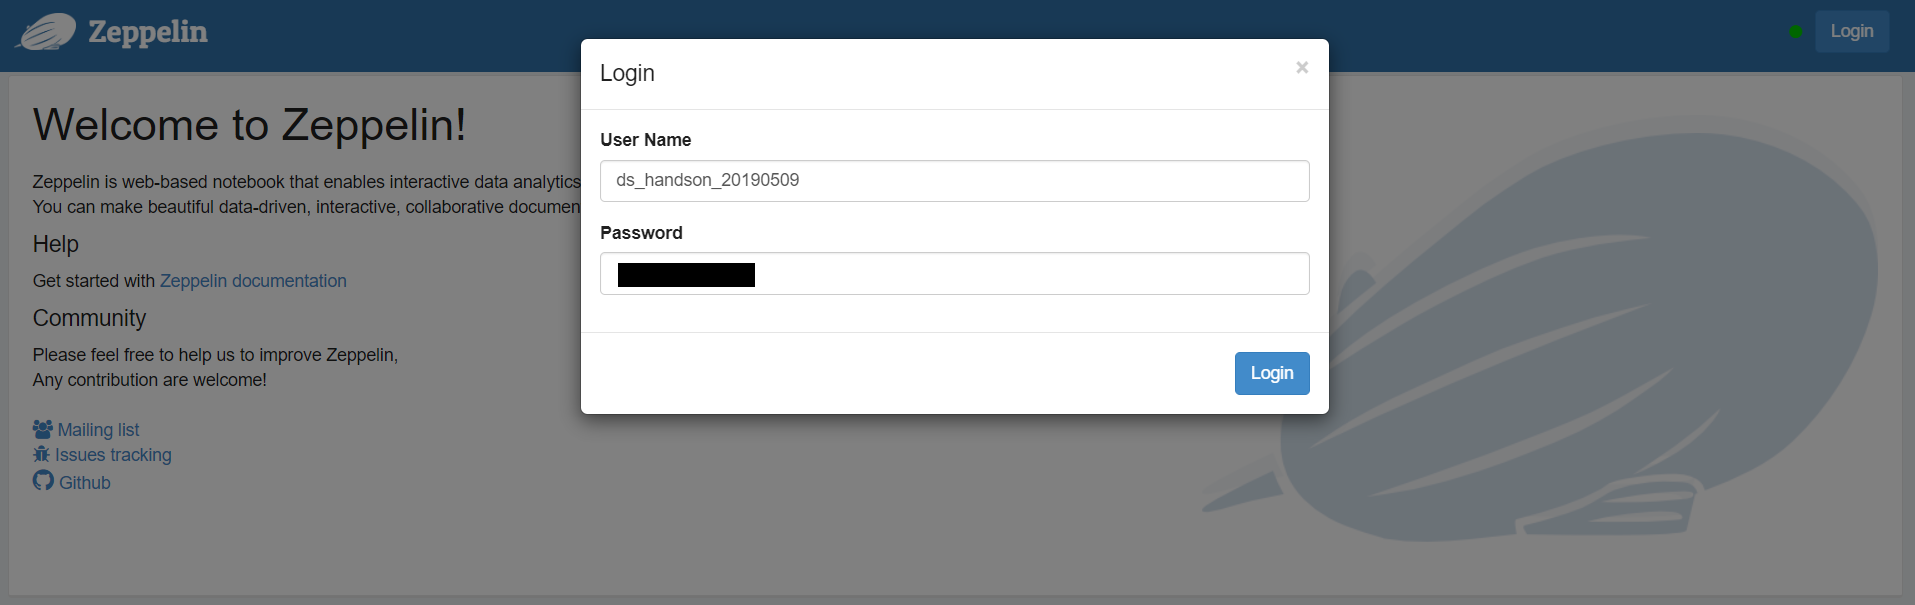 Zeppelin
Login
Login
×
Welcome to Zeppelin!
User Name
ds_handson_20190509
Zeppelin is web-based notebook that enables interactive data analytics
You can make beautiful data-driven, interactive, collaborative documen
Password
Help
Get started with Zeppelin documentation
Community
Please feel free to help us to improve Zeppelin,
Any contribution are welcome!
Login
Mailing list
Issues tracking
Github